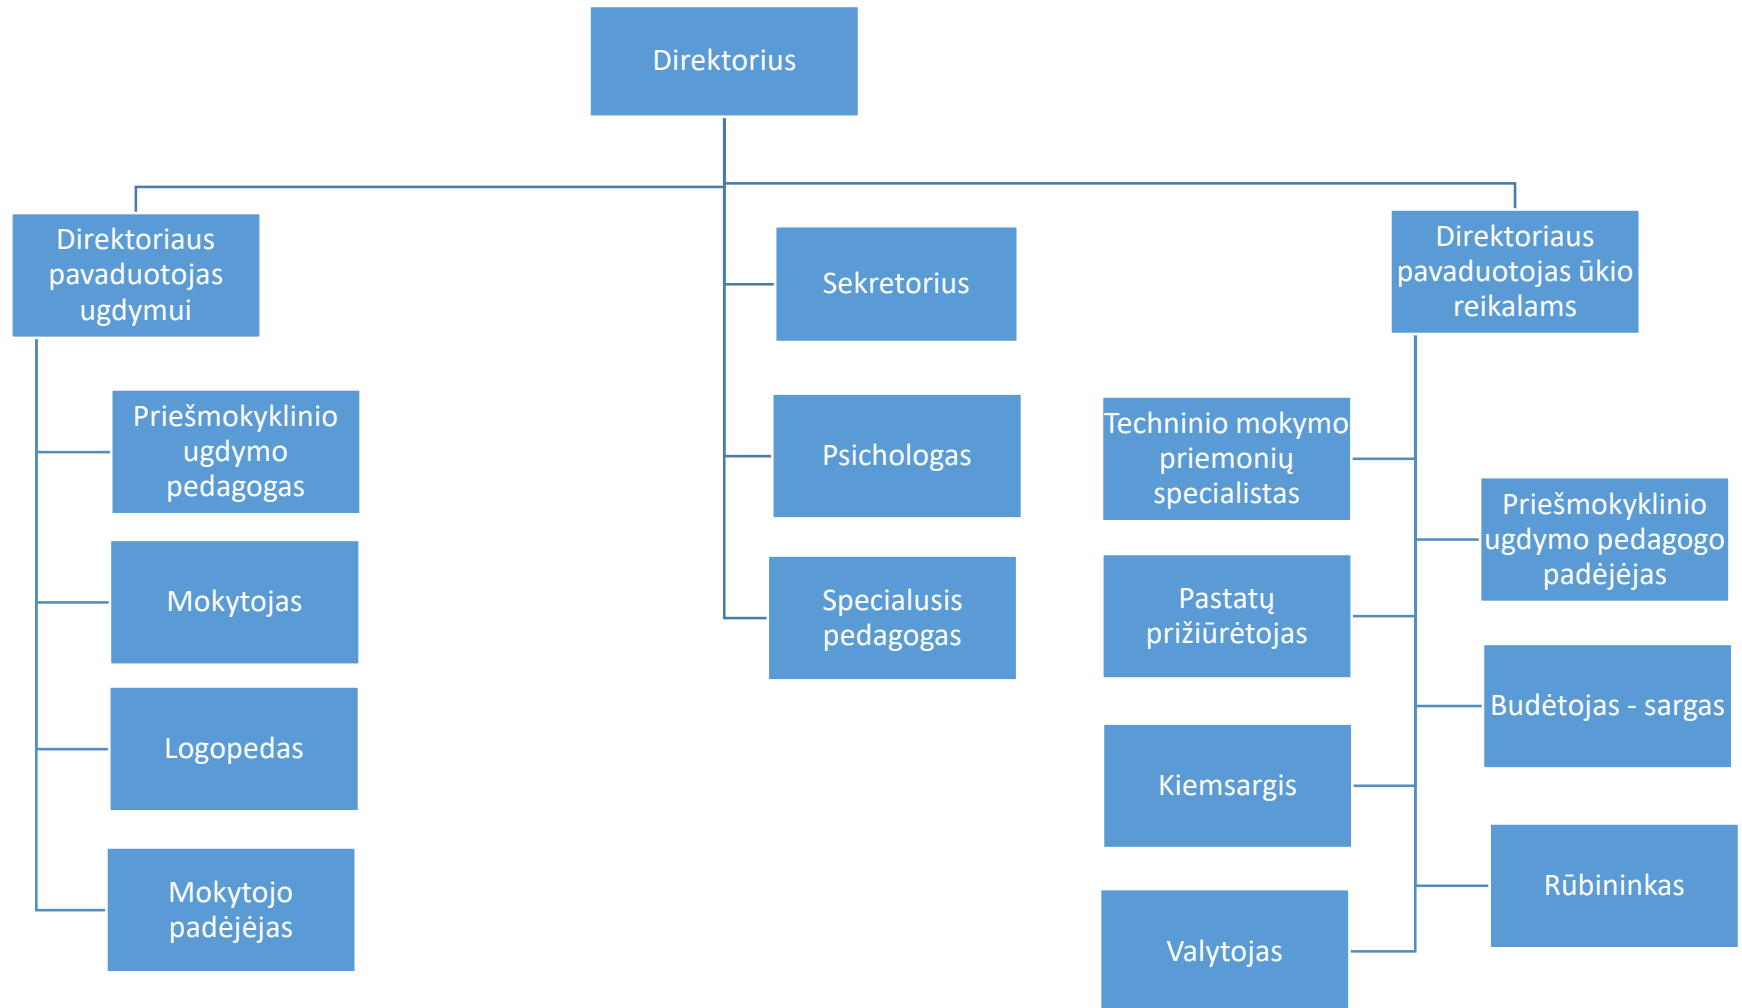 Direktorius
Direktoriaus
pavaduotojas
ugdymui
Priešmokyklinio
ugdymo
pedagogas
Mokytojas
Logopedas
Mokytojo
padėjėjas
Sekretorius
Psichologas
Specialusis
pedagogas
Direktoriaus
pavaduotojas ūkio
reikalams
Techninio mokymo
priemonių
specialistas
Pastatų
prižiūrėtojas
Kiemsargis
Valytojas
Priešmokyklinio
ugdymo pedagogo
padėjėjas
Budėtojas - sargas
Rūbininkas